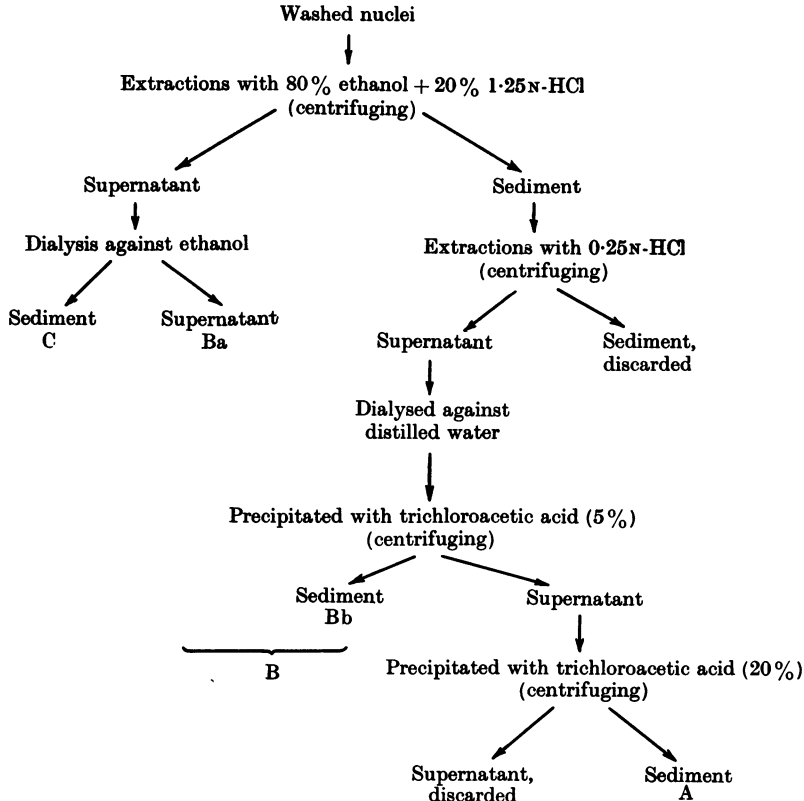 Washed nuclei
Extractions with 80% ethanol + 20% 1·25N-HCl
(centrifuging)
Supernatant
Sediment
Dialysis against ethanol
Extractions with 0·25N-HCl
(centrifuging)
Sediment
C
Supernatant
Ba
Supernatant
Sediment,
discarded
Dialysed against
distilled water
Precipitated with trichloroacetic acid (5%)
(centrifuging)
Sediment
Bb
Supernatant
B
Precipitated with trichloroacetic acid (20%)
(centrifuging)
Supernatant,
discarded
Sediment
A